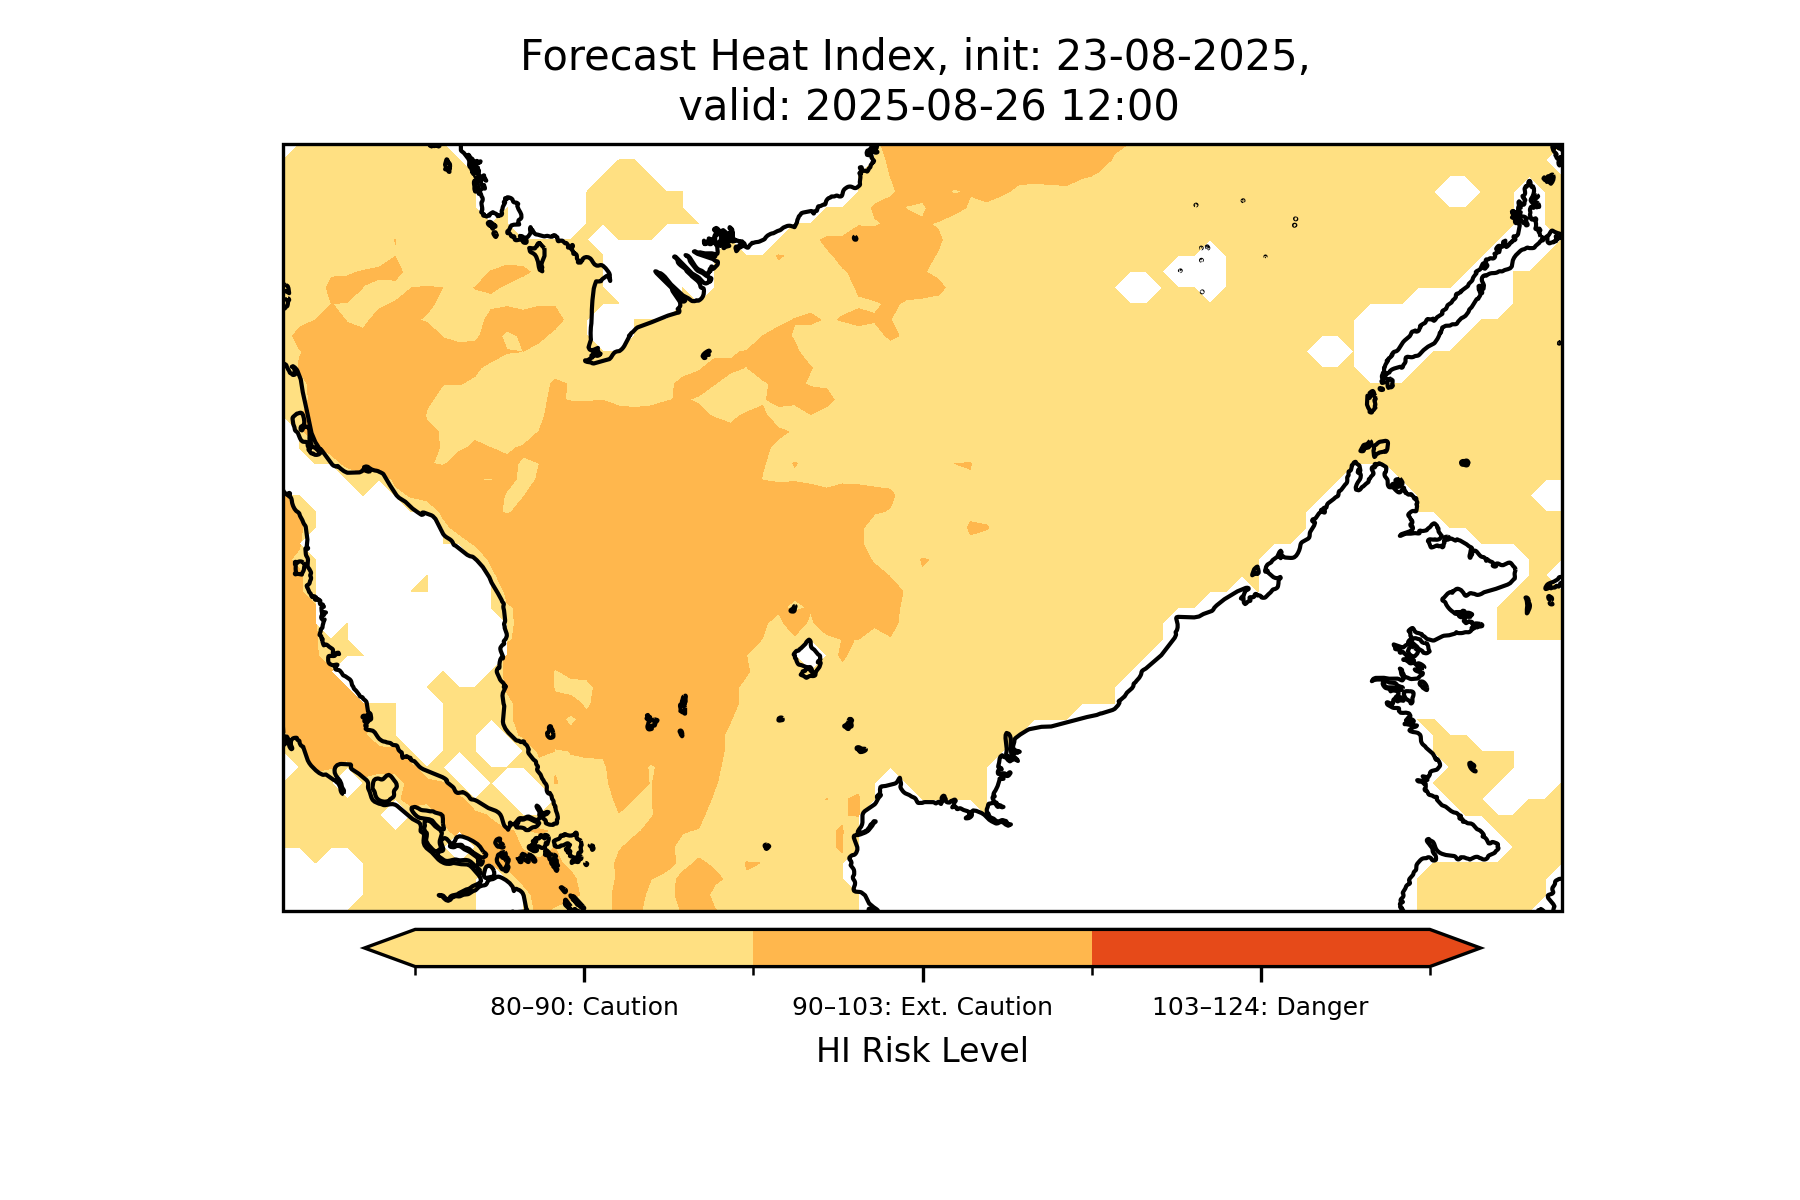 Forecast Heat Index, init: 23-08-2025,
valid: 2025-08-26 12:00
80–90: Caution
90–103: Ext. Caution
103–124: Danger
HI Risk Level